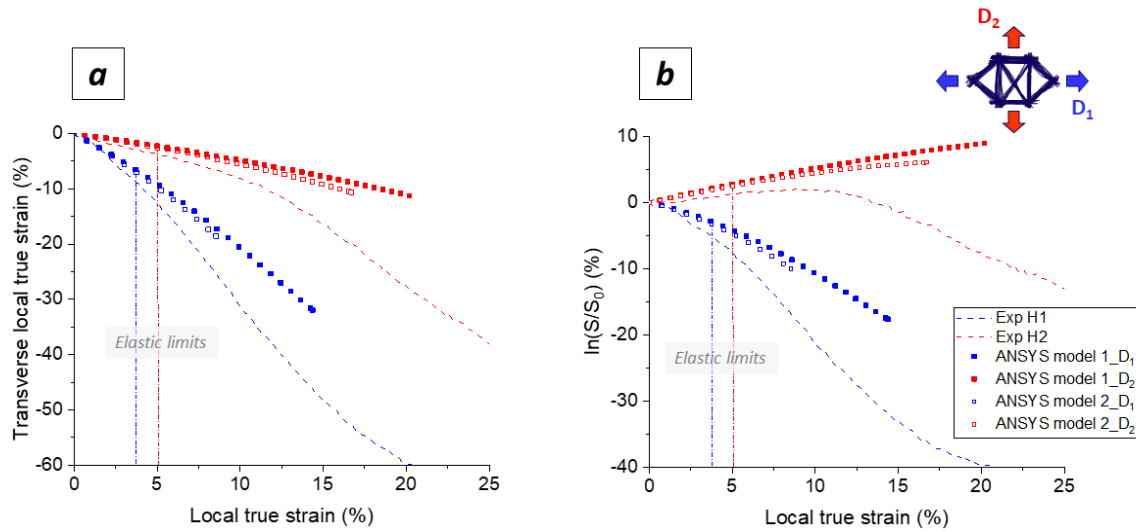 a
Transverse local true strain (%)
0
-10
-20
-30
-40
-50
-60
0
5
10
15
20
25
Local true strain (%)
Elastic limits
b
D2
D1
ln(S/S0) (%)
10
0
-10
-20
-30
-40
0
5
10
15
20
25
Local true strain (%)
Elastic limits
Exp H1
Exp H2
ANSYS model 1_D1
ANSYS model 1_D2
ANSYS model 2_D1
ANSYS model 2_D2